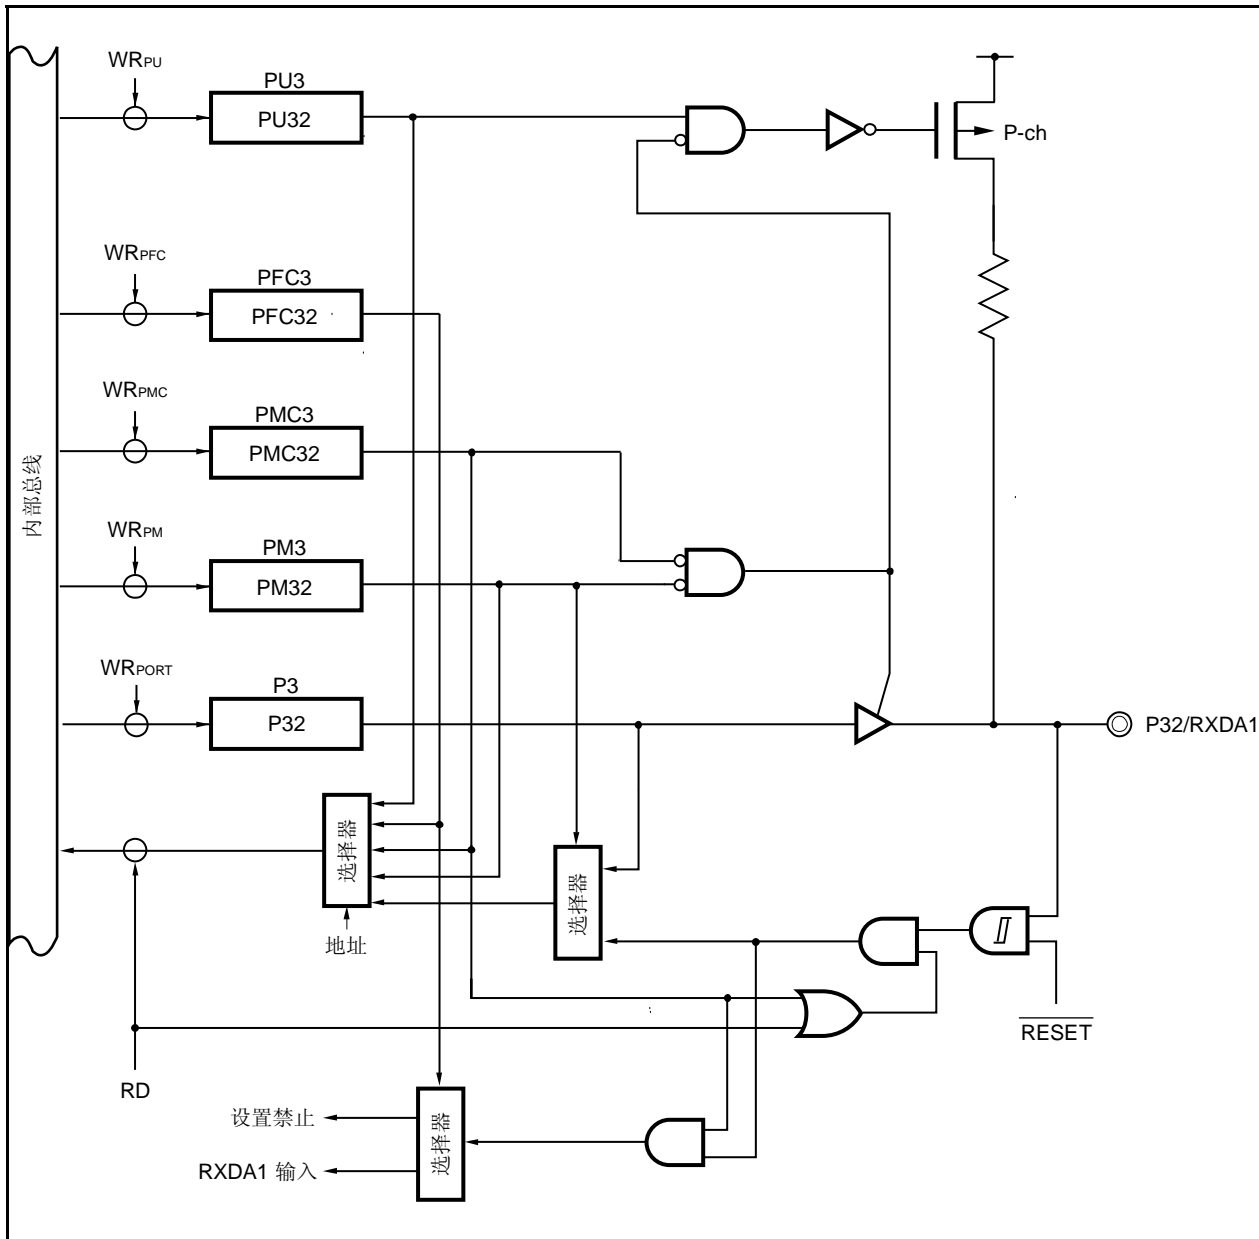 WRPU
PU3
PU32
P-ch
WRPFC
PFC3
PFC32
WRPMC
PMC3
PMC32
内部总线
WRPM
PM3
PM32
WRPORT
P3
P32
P32/RXDA1
选择器
选择器
地址
RESET
RD
选择器
设置禁止
RXDA1 输入